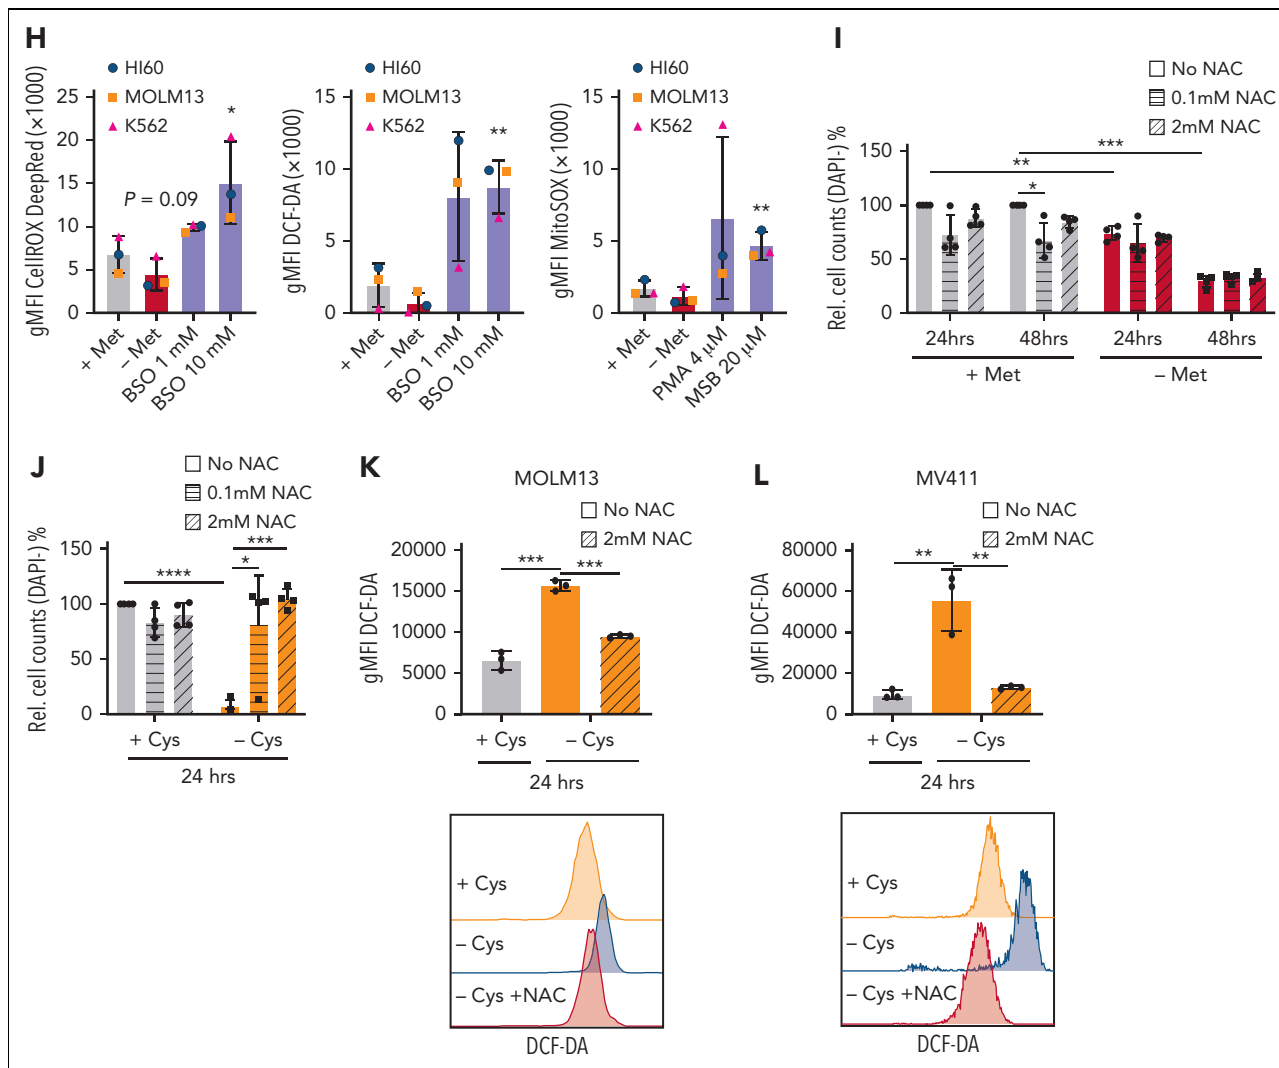 H
HI60
MOLM13
K562
gMFI CellROX DeepRed (×1000)
25
20
15
10
5
0
P = 0.09
*
+ Met
– Met
BSO 1 mM
BSO 10 mM
HI60
MOLM13
K562
gMFI DCF-DA (×1000)
15
10
5
0
**
+ Met
– Met
BSO 1 mM
BSO 10 mM
HI60
MOLM13
K562
gMFI MitoSOX (×1000)
15
10
5
0
**
+ Met
– Met
PMA 4 μM
MSB 20 μM
I
No NAC
0.1mM NAC
2mM NAC
Rel. cell counts (DAPI-) %
150
100
50
0
**
*
***
24hrs 48hrs 24hrs 48hrs
+ Met – Met
J
No NAC
0.1mM NAC
2mM NAC
Rel. cell counts (DAPI-) %
150
100
50
0
****
*
***
+ Cys – Cys
24 hrs
K
MOLM13
No NAC
2mM NAC
gMFI DCF-DA
20000
15000
10000
5000
0
*** ***
+ Cys – Cys
24 hrs
+ Cys
– Cys
– Cys +NAC
DCF-DA
L
MV411
No NAC
2mM NAC
gMFI DCF-DA
80000
60000
40000
20000
0
** **
+ Cys – Cys
24 hrs
+ Cys
– Cys
– Cys +NAC
DCF-DA